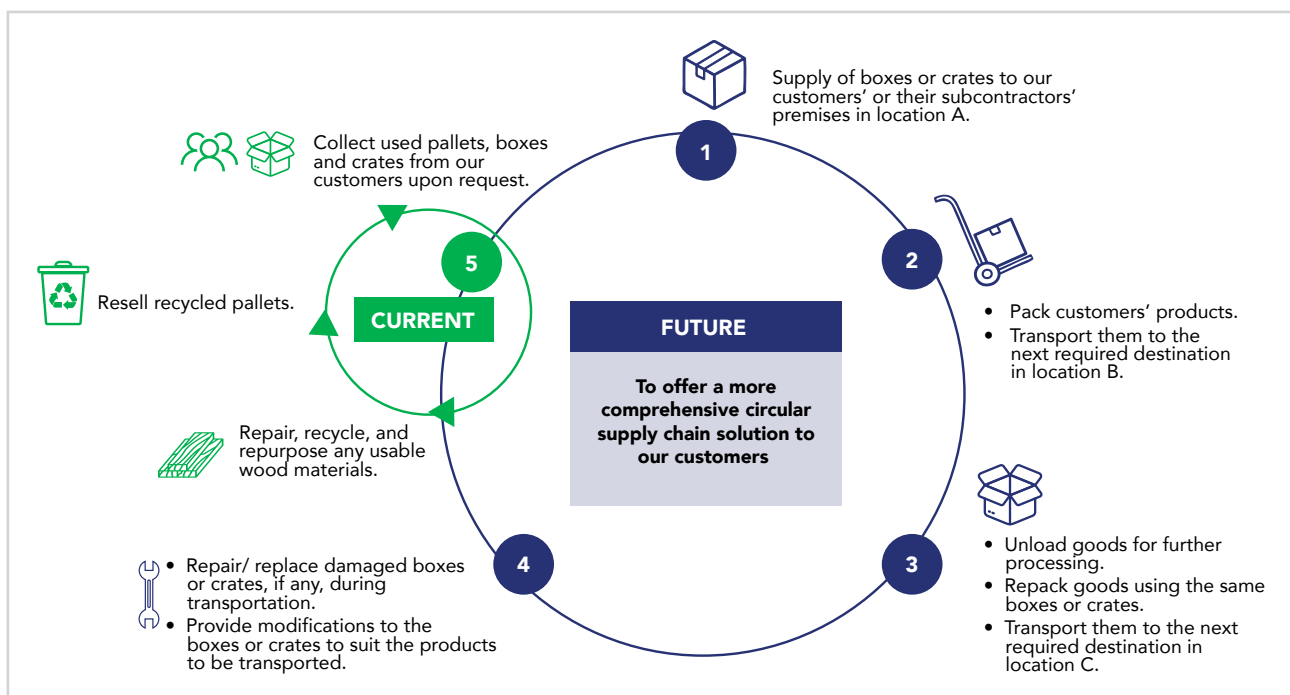 1
Supply of boxes or crates to our
customers' or their subcontractors'
premises in location A.
2
• Pack customers' products.
• Transport them to the
next required destination
in location B.
3
• Unload goods for further
processing.
• Repack goods using the same
boxes or crates.
• Transport them to the next
required destination in
location C.
4
• Repair/ replace damaged boxes
or crates, if any, during
transportation.
• Provide modifications to the
boxes or crates to suit the products
to be transported.
5
CURRENT
Collect used pallets, boxes
and crates from our
customers upon request.
Repair, recycle, and
repurpose any usable
wood materials.
Resell recycled pallets.
FUTURE
To offer a more
comprehensive circular
supply chain solution to
our customers